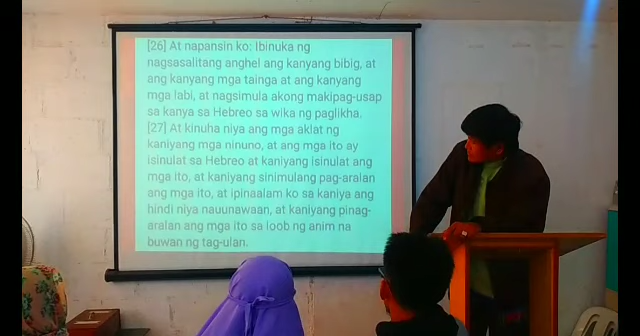 [26] At napansin ko: Ibinuka ng
nagsasalitang anghel ang kanyang bibig, at
ang kanyang mga tainga at ang kanyang
mga labi, at nagsimula akong makipag-usap
sa kanya sa Hebreo sa wika ng paglikha.
[27] At kinuha niya ang mga aklat ng
kaniyang mga ninuno, at ang mga ito ay
isinulat sa Hebreo at kaniyang isinulat ang
mga ito, at kaniyang sinimulang pag-aralan
ang mga ito, at ipinaalam ko sa kaniya ang
hindi niya nauunawaan, at kaniyang pinag-
aralan ang mga ito sa loob ng anim na
buwan ng tag-ulan.